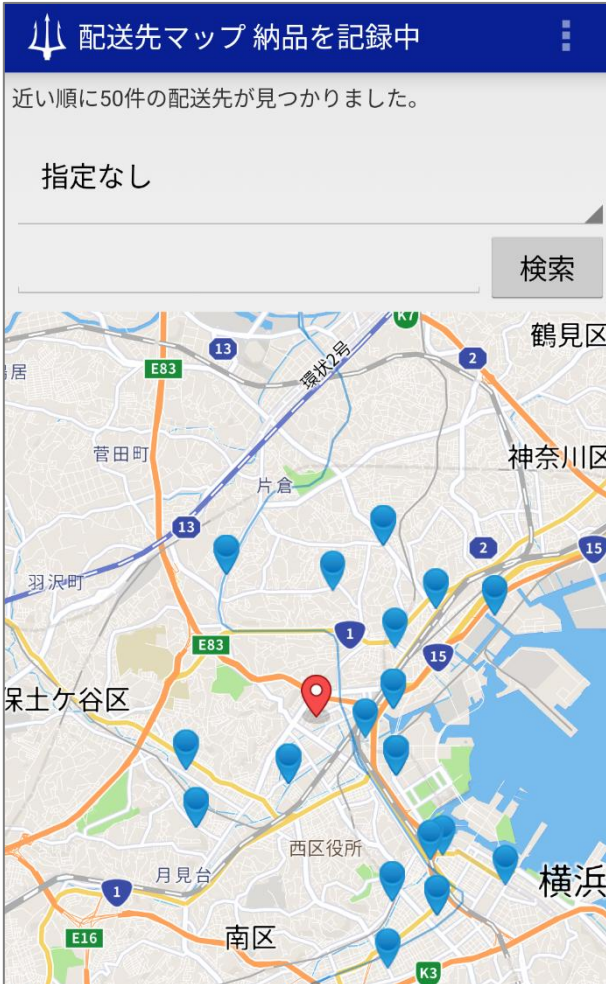 配送先マップ 納品を記録中
近い順に50件の配送先が見つかりました。
指定なし
検索
K7
鶴見区
13
環状2号
2
居
E83
菅田町
神奈川区
片倉
13
2
15
羽沢町
1
E83
15
保土ケ谷区
西区役所
月見台
横浜
1
南区
E16
K3